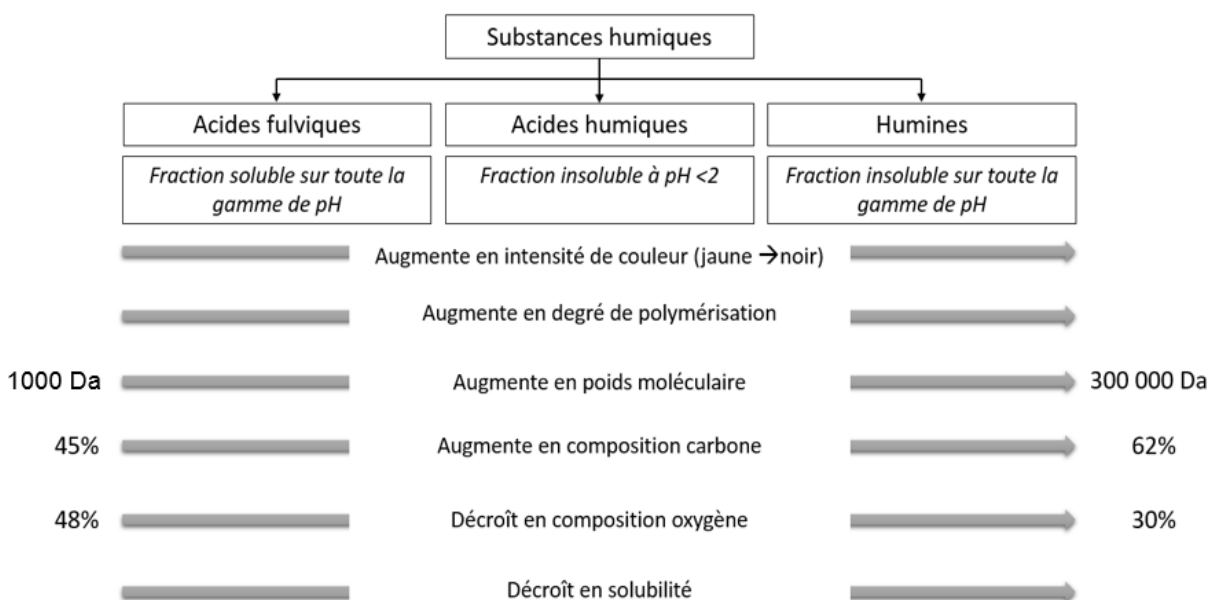 Substances humiques
Acides fulviques
Acides humiques
Humines
Fraction soluble sur toute la
gamme de pH
Fraction insoluble à pH <2
Fraction insoluble sur toute la
gamme de pH
Augmente en intensité de couleur (jaune →noir)
Augmente en degré de polymérisation
1000 Da Augmente en poids moléculaire 300 000 Da
45% Augmente en composition carbone 62%
48% Décroît en composition oxygène 30%
Décroît en solubilité